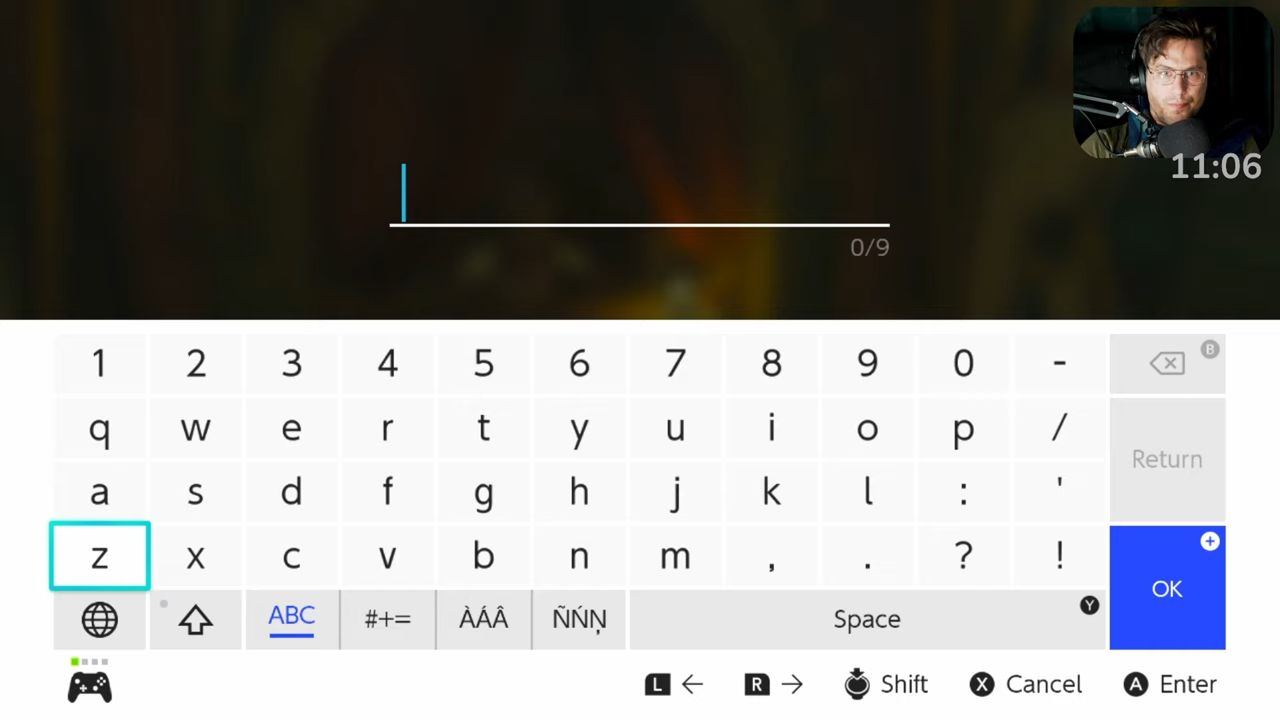 11:06
0/9
1 2 3 4 5 6 7 8 9 0 - B
q w e r t y u i o p / Return
a s d f g h j k l : '
z x c v b n m , . ? ! + OK
ABC #+= ÀÁÂ ÑŃŅ Space Y
L ← R → Shift X Cancel A Enter